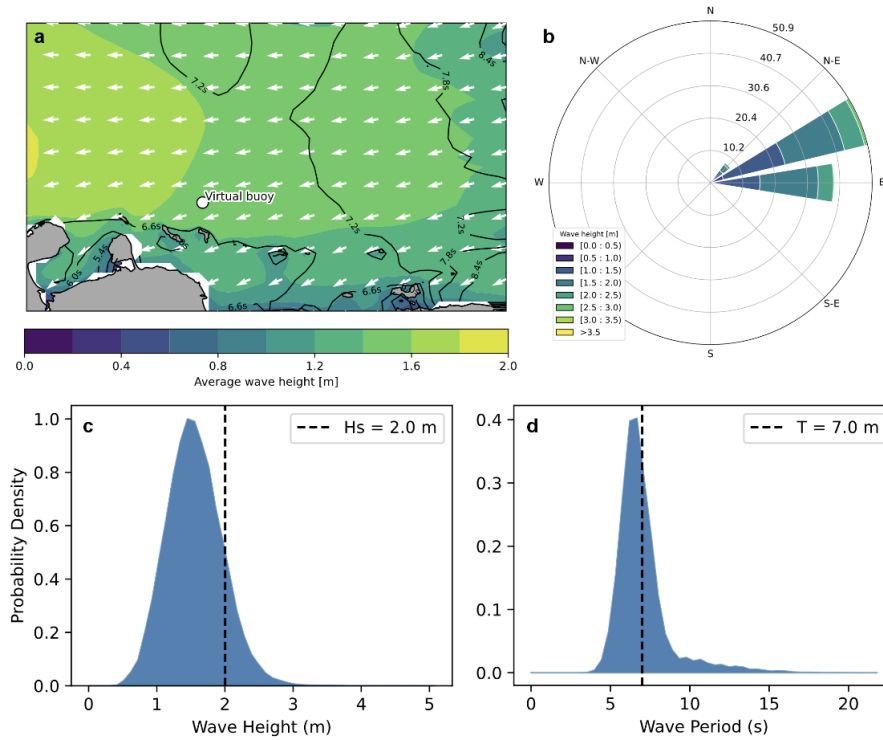 a
7.2s
7.8s
8.4s
7.2s
Virtual buoy
6.6s
5.4s
6.0s
6.6s
6.6s
7.8s
8.4s
7.2s
0.0 0.4 0.8 1.2 1.6 2.0
Average wave height [m]
b
N
50.9
40.7
30.6
20.4
10.2
N-W
N-E
W
E
S-E
S
Wave height [m]
[0.0 : 0.5)
[0.5 : 1.0)
[1.0 : 1.5)
[1.5 : 2.0)
[2.0 : 2.5)
[2.5 : 3.0)
[3.0 : 3.5)
>3.5
c
Hs = 2.0 m
Probability Density
1.0
0.8
0.6
0.4
0.2
0.0
0 1 2 3 4 5
Wave Height (m)
d
T = 7.0 m
0.4
0.3
0.2
0.1
0.0
0 5 10 15 20
Wave Period (s)